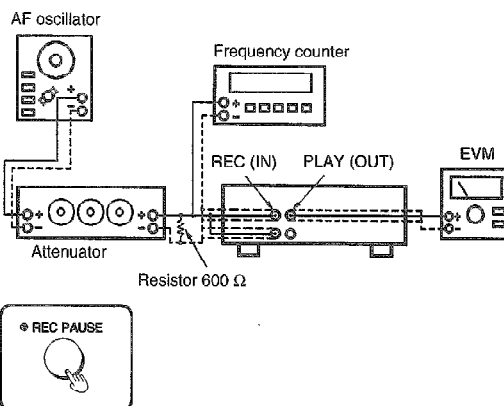 AF oscillator
Frequency counter
+
−
+
−
REC (IN) PLAY (OUT)
EVM
+
−
+
−
+
−
Attenuator
Resistor 600 Ω
REC PAUSE